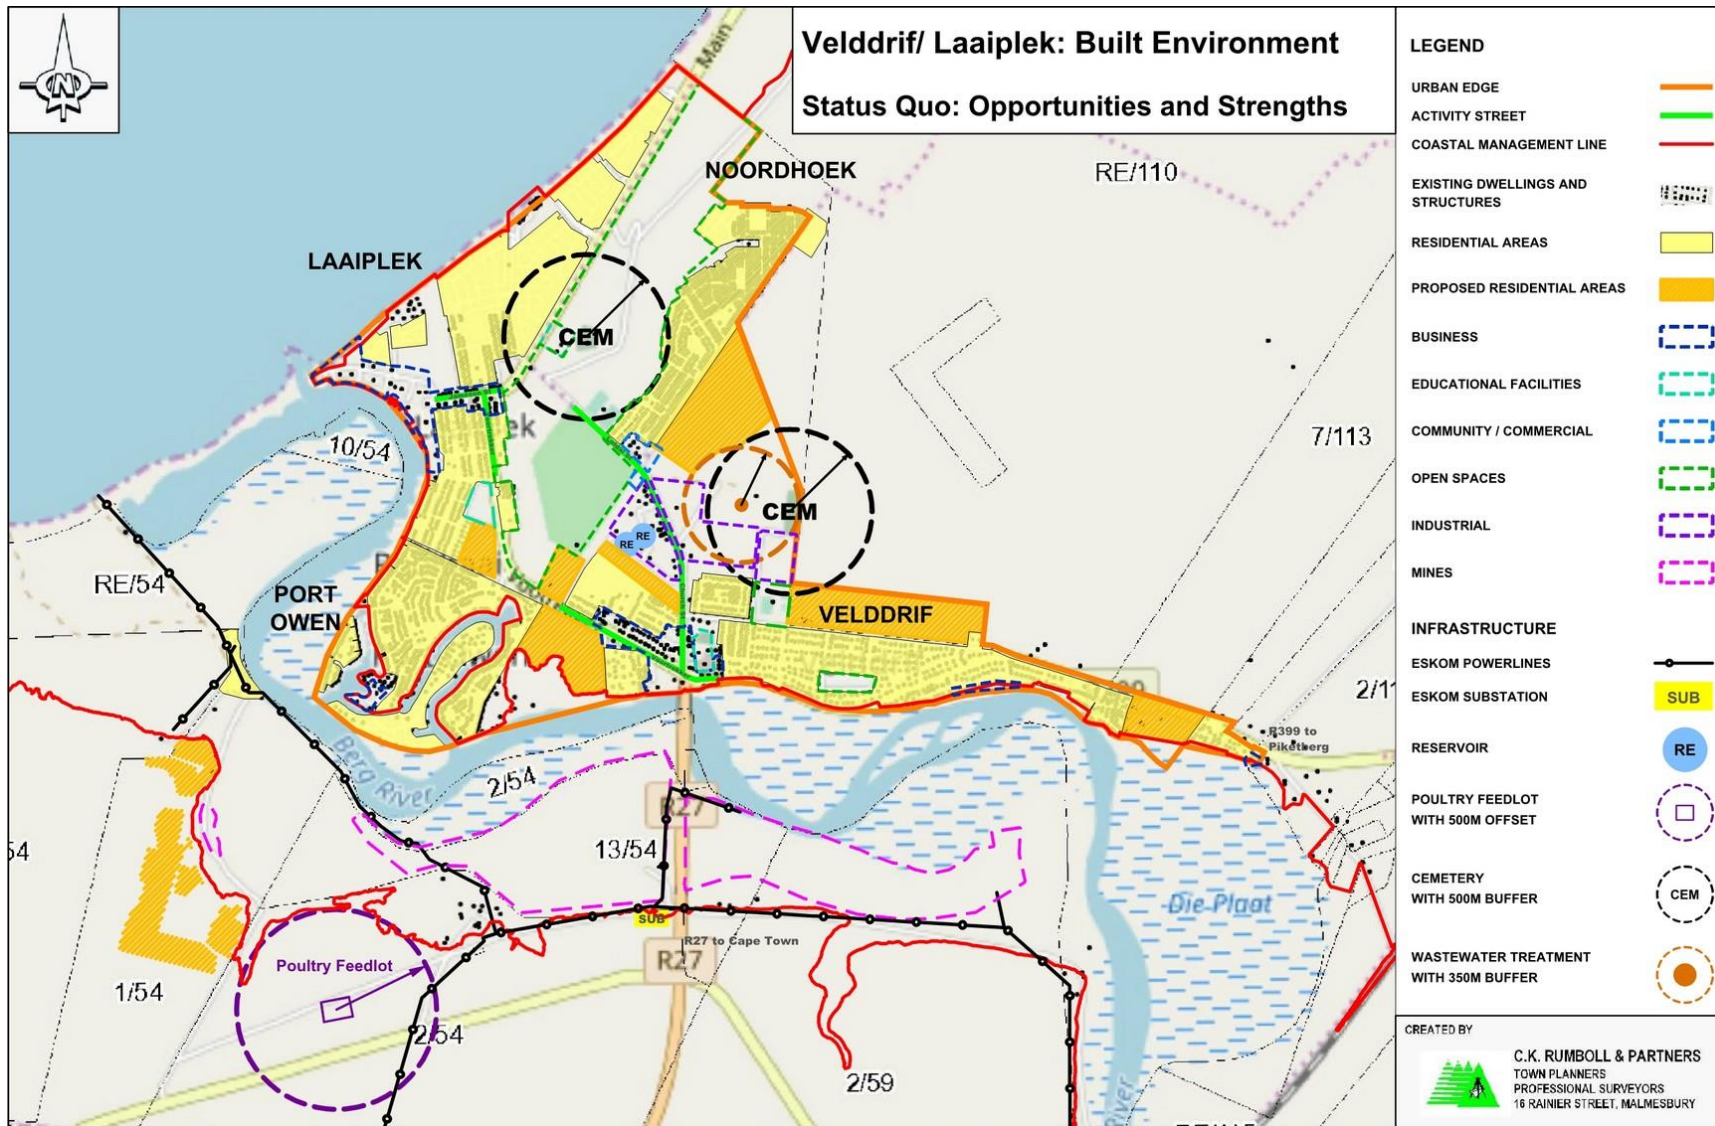 N
Velddrif/ Laaiplek: Built Environment
Status Quo: Opportunities and Strengths
Main
NOORDHOEK
RE/110
LAAIPLEK
CEM
10/54
7/113
CEM
RE
RE
RE/54
PORT
OWEN
VELDDRIF
2/11
R399 to
Piketberg
Berg River
2/54
R27
13/54
54
Die Plaat
SUB
R27 to Cape Town
R27
Poultry Feedlot
1/54
2/54
2/59
River
LEGEND
URBAN EDGE
ACTIVITY STREET
COASTAL MANAGEMENT LINE
EXISTING DWELLINGS AND
STRUCTURES
RESIDENTIAL AREAS
PROPOSED RESIDENTIAL AREAS
BUSINESS
EDUCATIONAL FACILITIES
COMMUNITY / COMMERCIAL
OPEN SPACES
INDUSTRIAL
MINES
INFRASTRUCTURE
ESKOM POWERLINES
ESKOM SUBSTATION
SUB
RESERVOIR
RE
POULTRY FEEDLOT
WITH 500M OFFSET
CEMETERY
WITH 500M BUFFER
CEM
WASTEWATER TREATMENT
WITH 350M BUFFER
CREATED BY
C.K. RUMBOLL & PARTNERS
TOWN PLANNERS
PROFESSIONAL SURVEYORS
16 RAINIER STREET, MALMESBURY